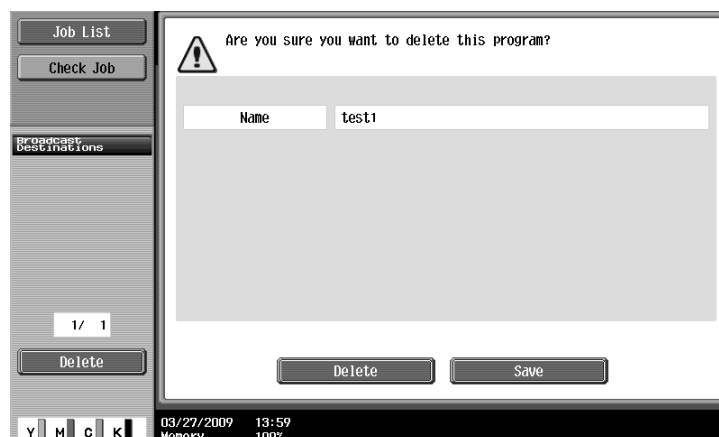 Job List
Check Job
Broadcast
Destinations
1/ 1
Delete
Are you sure you want to delete this program?
Name test1
Delete Save
Y M C K
03/27/2009 13:59
Memory 100%